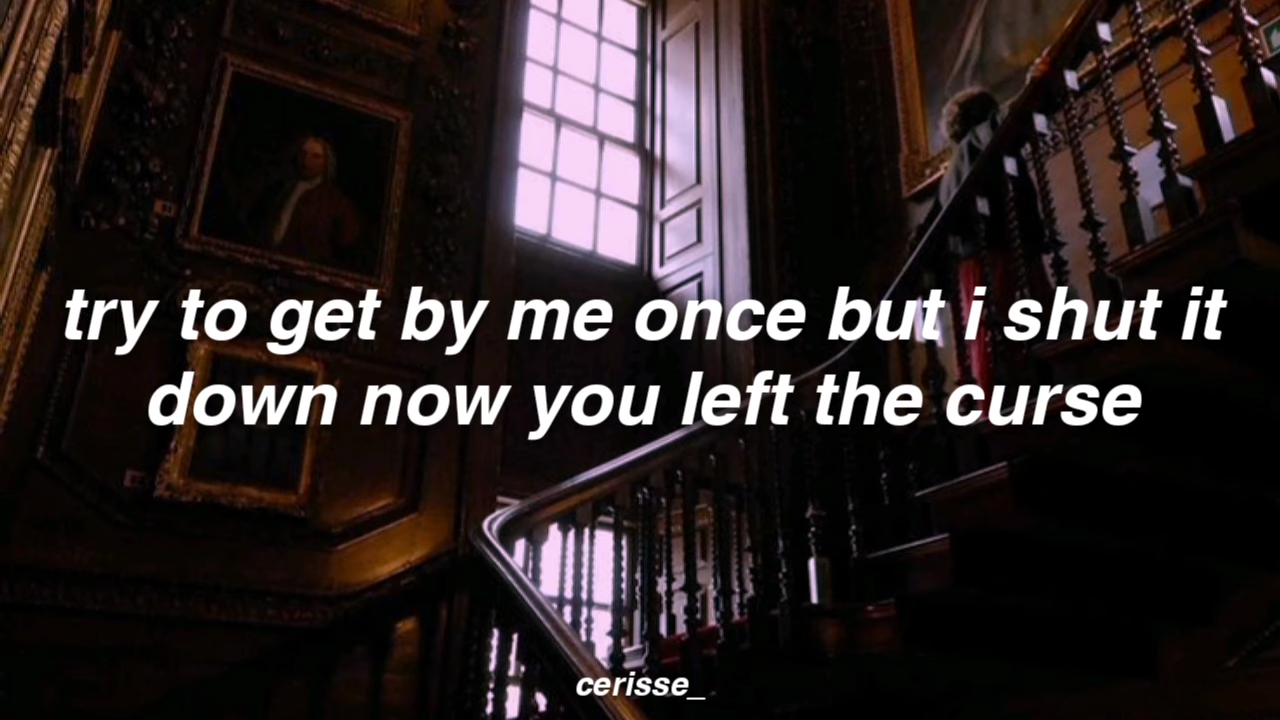 try to get by me once but i shut it
down now you left the curse
cerisse_